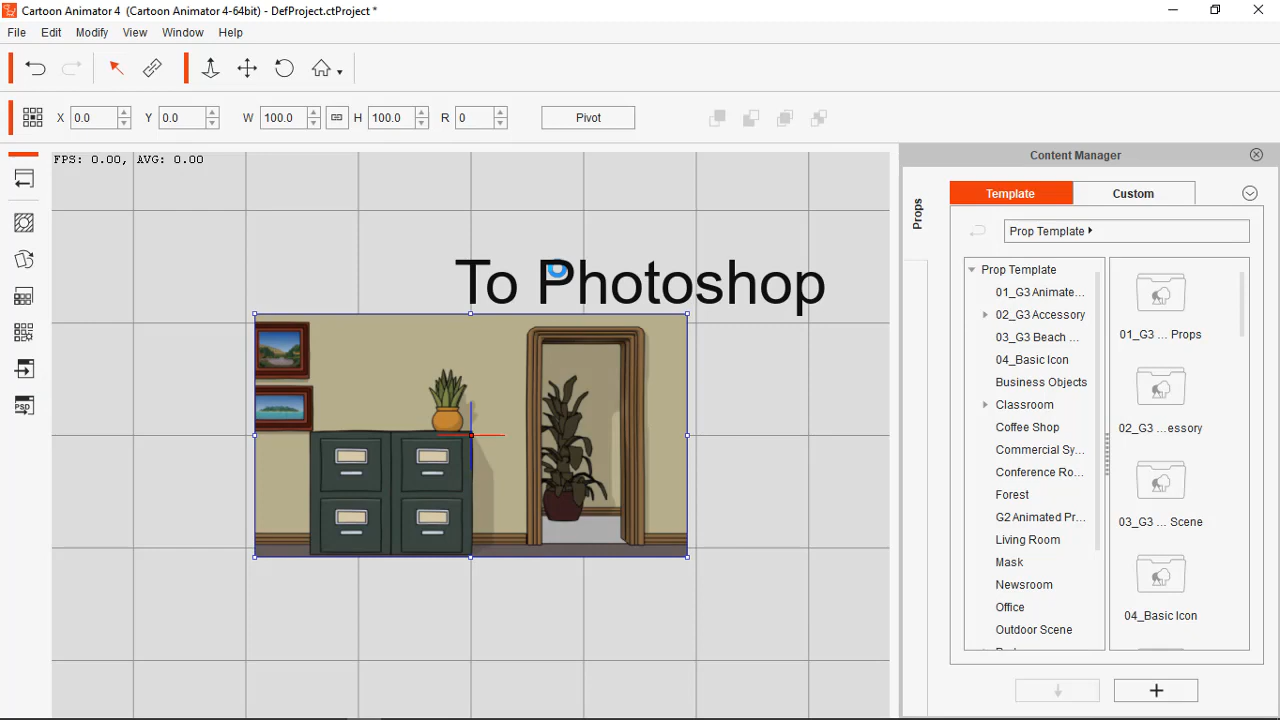 Cartoon Animator 4  (Cartoon Animator 4-64bit) - DefProject.ctProject *
File Edit Modify View Window Help
X 0.0 Y 0.0 W 100.0 H 100.0 R 0 Pivot
FPS: 0.00, AVG: 0.00
To Photoshop
PSD
Content Manager
Props
Template Custom
Prop Template
Prop Template
01_G3 Animate...
02_G3 Accessory
03_G3 Beach ...
04_Basic Icon
Business Objects
Classroom
Coffee Shop
Commercial Sy...
Conference Ro...
Forest
G2 Animated Pr...
Living Room
Mask
Newsroom
Office
Outdoor Scene
01_G3 ... Props
02_G3 ...essory
03_G3 ... Scene
04_Basic Icon